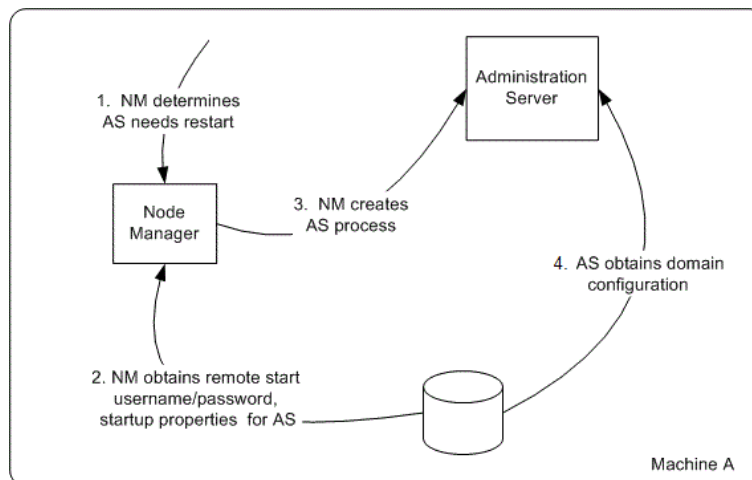 1. NM determines
AS needs restart
Administration
Server
Node
Manager
3. NM creates
AS process
4. AS obtains domain
configuration
2. NM obtains remote start
username/password,
startup properties for AS
Machine A